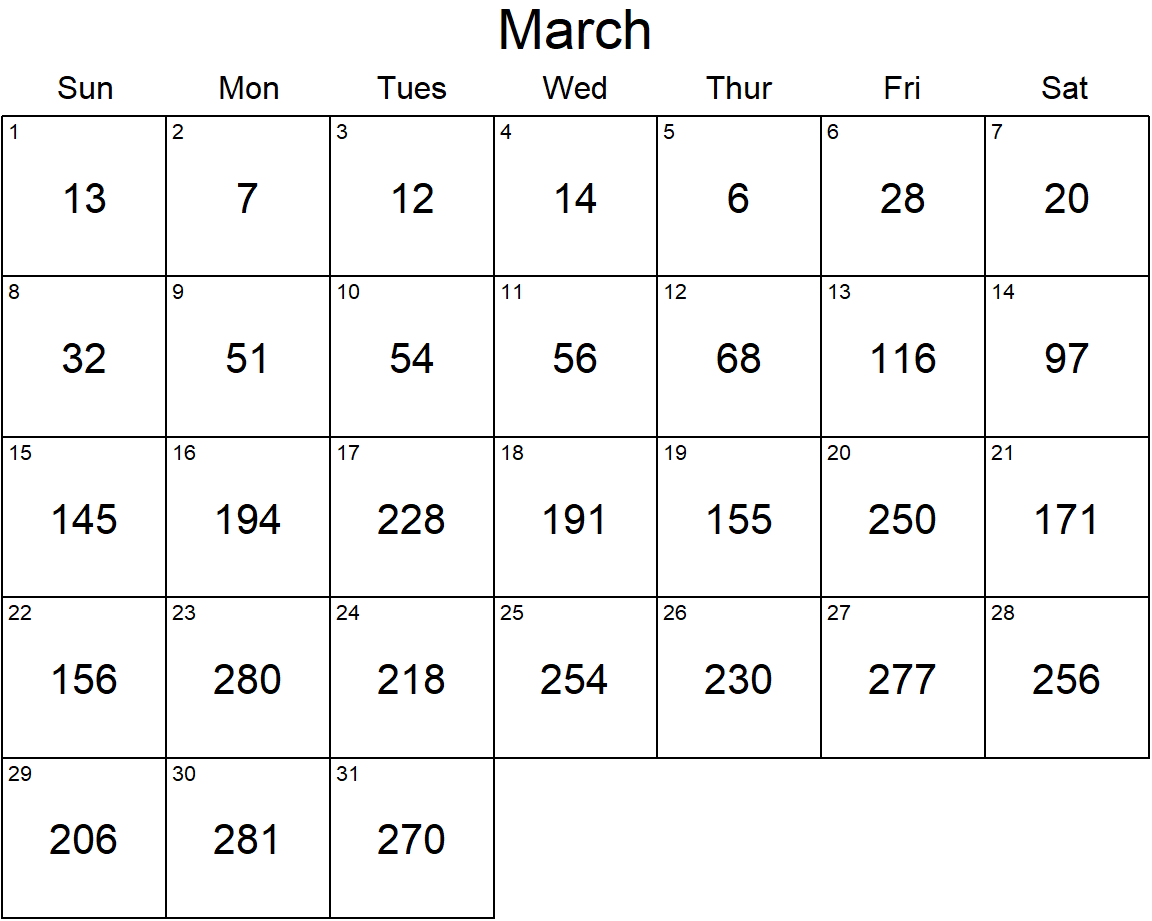 March
Sun Mon Tues Wed Thur Fri Sat
1 2 3 4 5 6 7
13 7 12 14 6 28 20
8 9 10 11 12 13 14
32 51 54 56 68 116 97
15 16 17 18 19 20 21
145 194 228 191 155 250 171
22 23 24 25 26 27 28
156 280 218 254 230 277 256
29 30 31
206 281 270